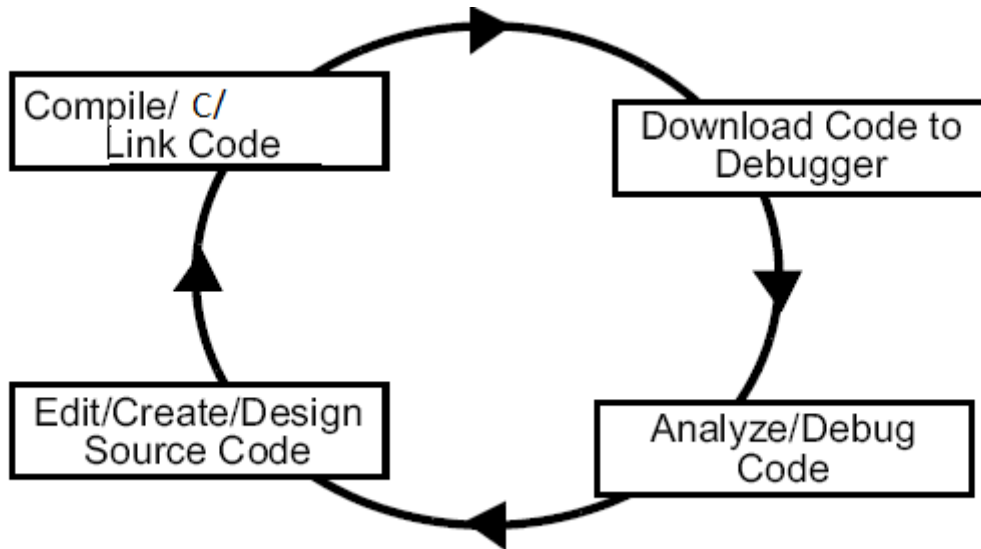 Compile/ C/
Link Code
Download Code to
Debugger
Edit/Create/Design
Source Code
Analyze/Debug
Code